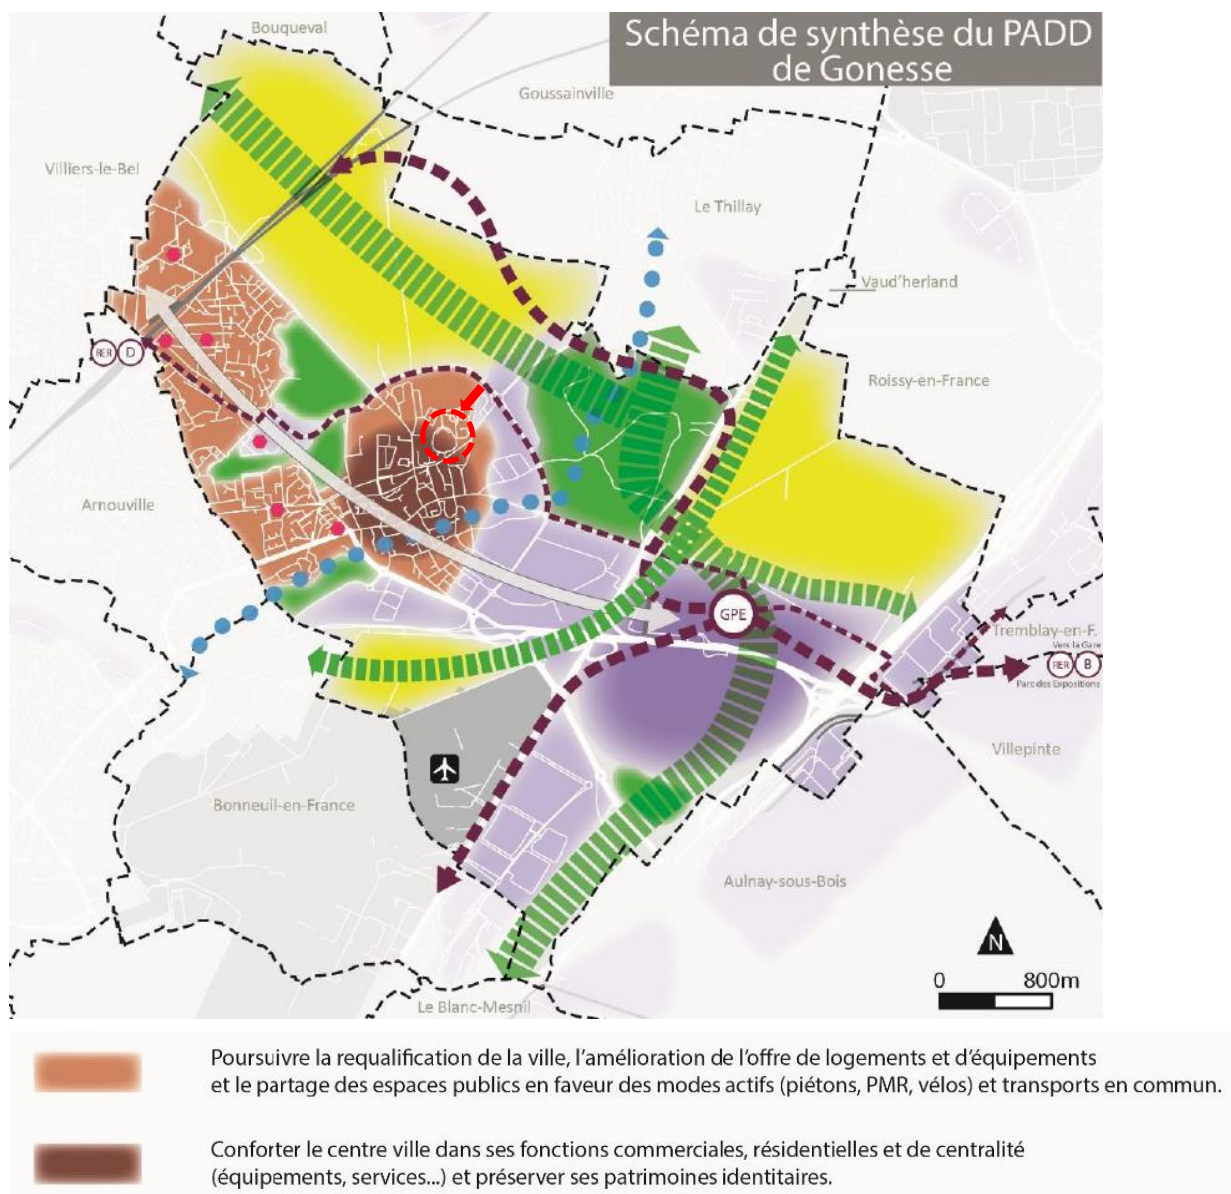 Schéma de synthèse du PADD
de Gonesse
Bouqueval
Goussainville
Villiers-le-Bel
Le Thillay
Vaud'herland
RER D
Roissy-en-France
Arnouville
GPE
Tremblay-en-F.
Vers la Gare
RER B
Parc des Expositions
Villepinte
Bonneuil-en-France
Aulnay-sous-Bois
N
0 800m
Le Blanc-Mesnil
Poursuivre la requalification de la ville, l'amélioration de l'offre de logements et d'équipements
et le partage des espaces publics en faveur des modes actifs (piétons, PMR, vélos) et transports en commun.
Conforter le centre ville dans ses fonctions commerciales, résidentielles et de centralité
(équipements, services...) et préserver ses patrimoines identitaires.